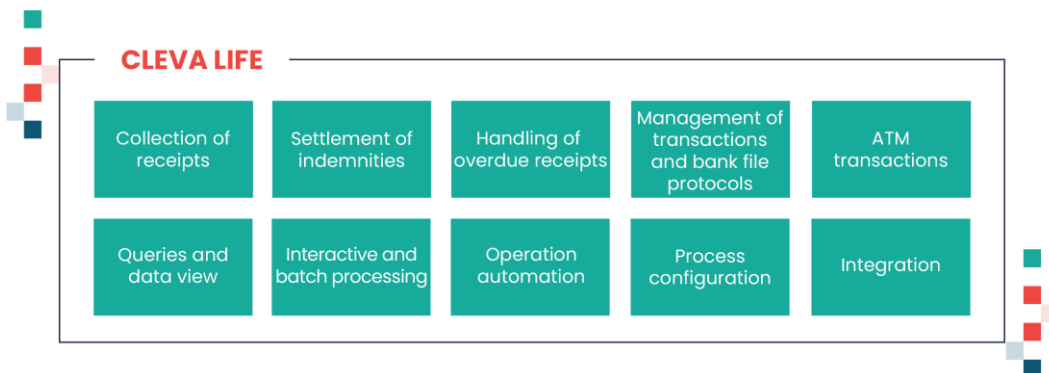 CLEVA LIFE
Collection of
receipts
Settlement of
indemnities
Handling of
overdue receipts
Management of
transactions
and bank file
protocols
ATM
transactions
Queries and
data view
Interactive and
batch processing
Operation
automation
Process
configuration
Integration